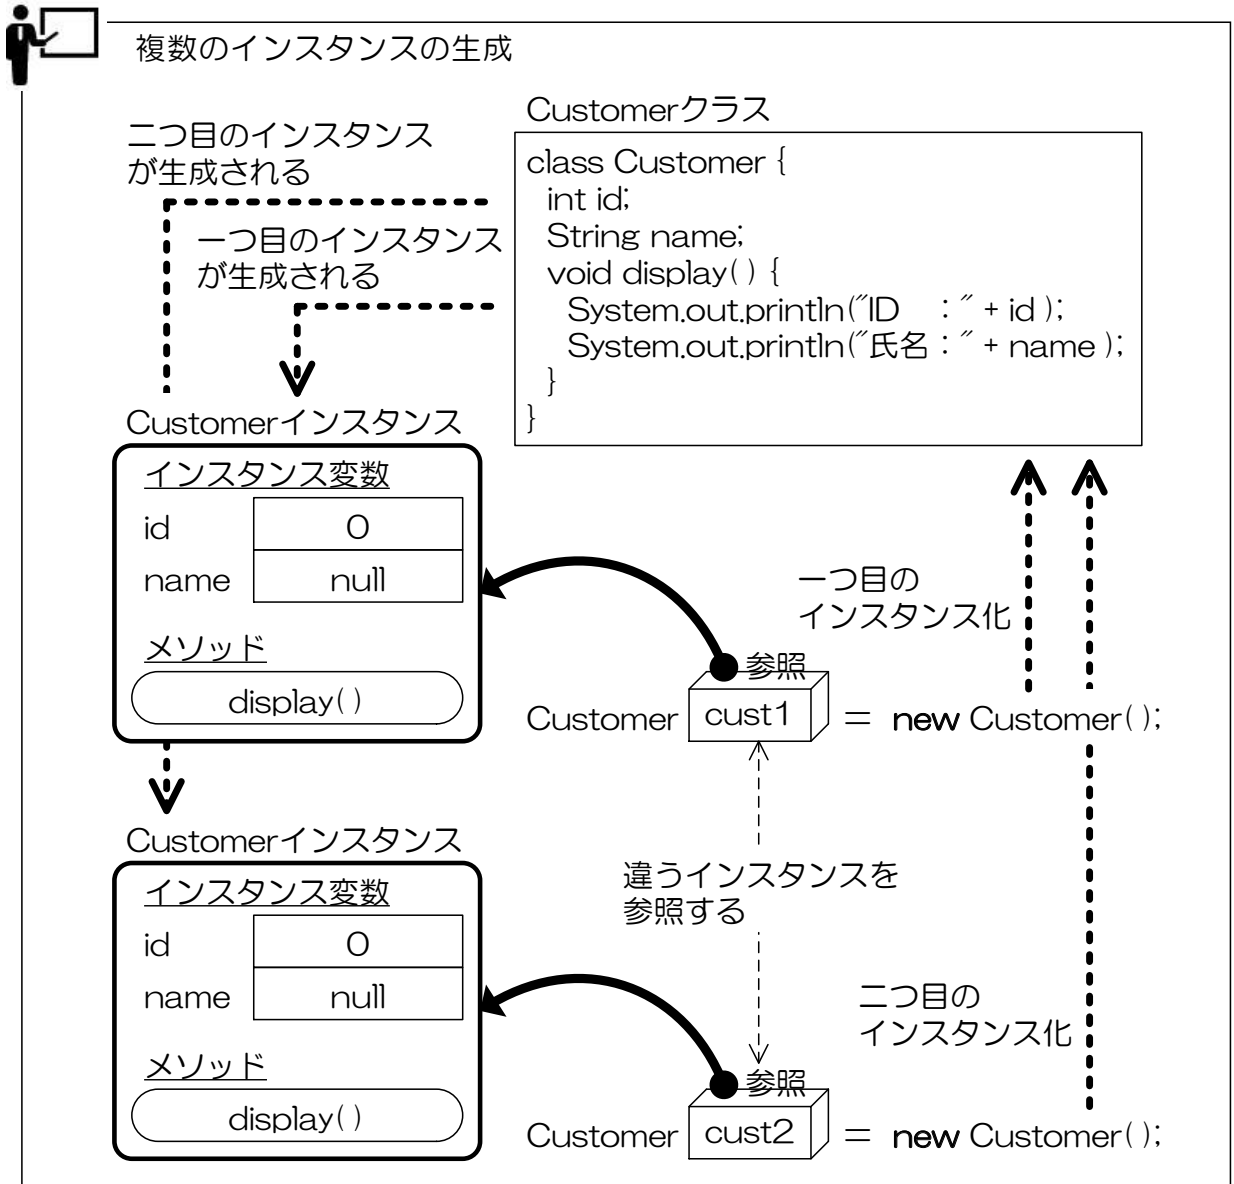 複数のインスタンスの生成
Customerクラス
二つ目のインスタンス
が生成される
一つ目のインスタンス
が生成される
class Customer {
int id;
String name;
void display( ) {
System.out.println("ID　：" + id );
System.out.println("氏名：" + name );
}
}
Customerインスタンス
インスタンス変数
id 0
name null
メソッド
display( )
一つ目の
インスタンス化
参照
Customer cust1 = new Customer( );
違うインスタンスを
参照する
Customerインスタンス
インスタンス変数
id 0
name null
メソッド
display( )
二つ目の
インスタンス化
参照
Customer cust2 = new Customer( );